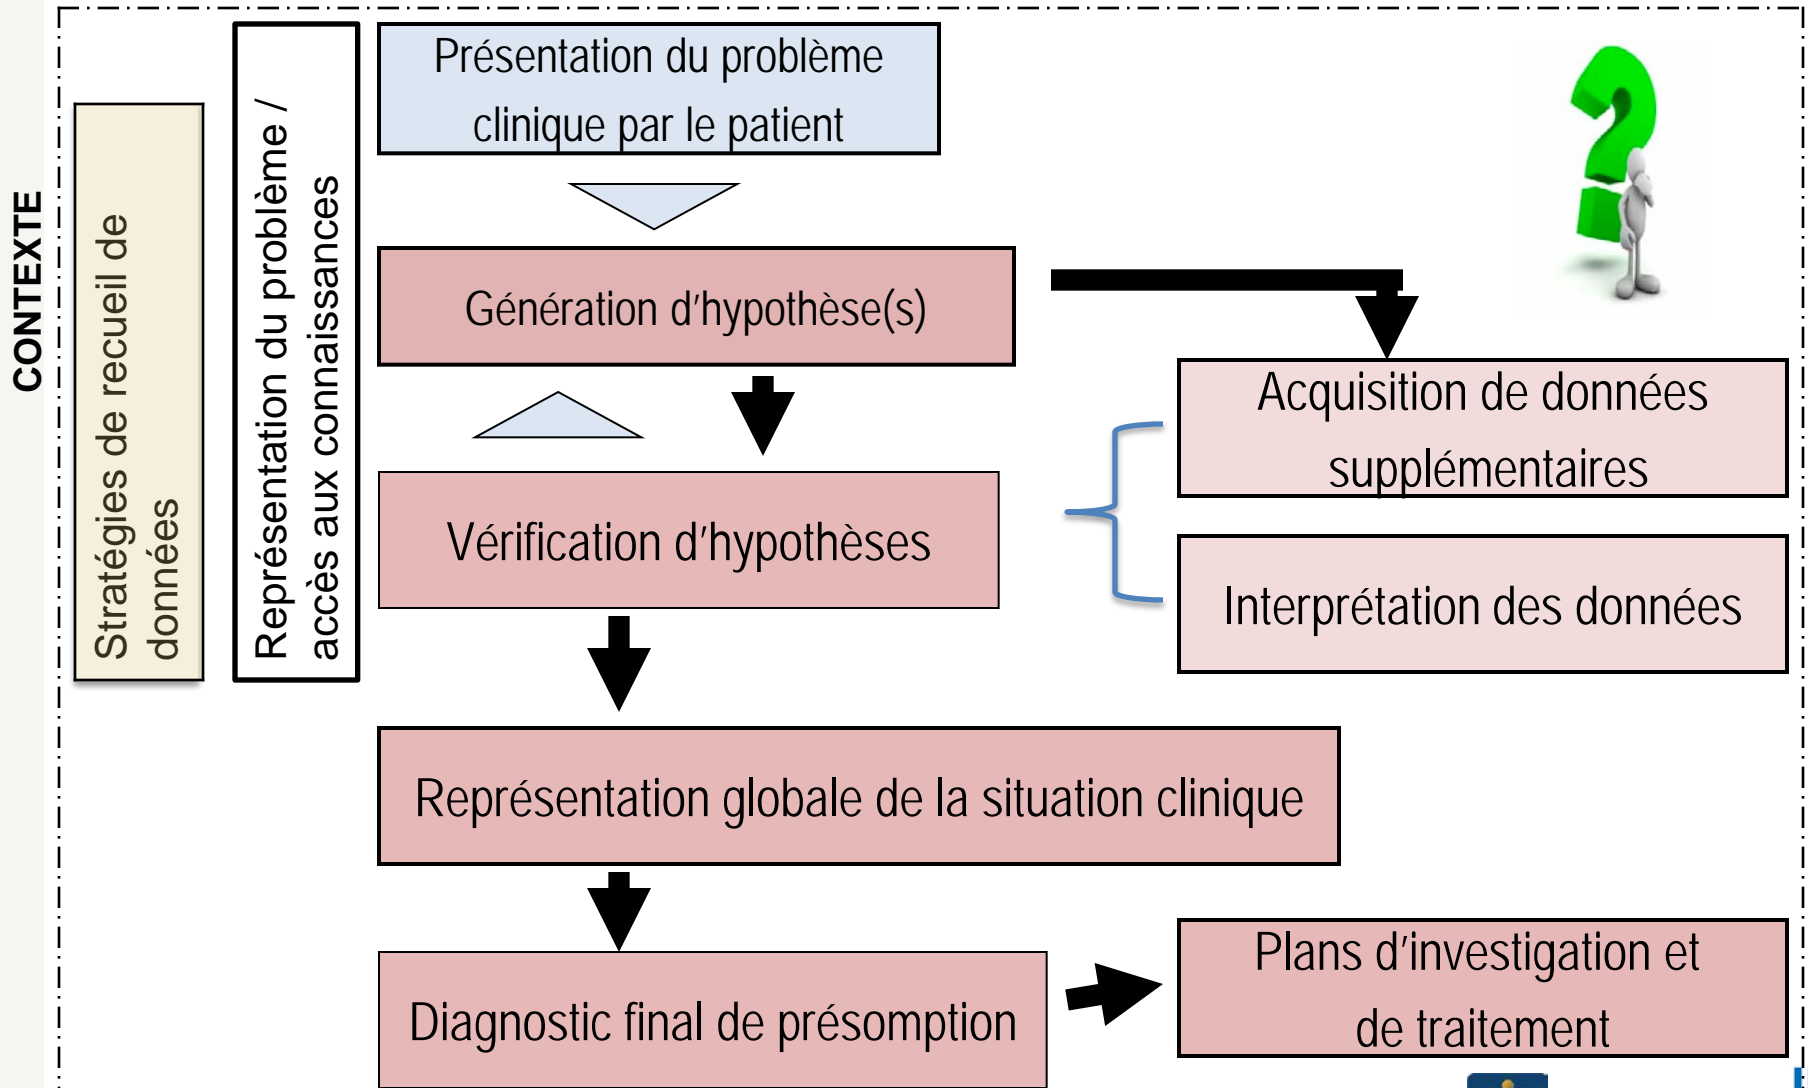 CONTEXTE
Stratégies de recueil de
données
Représentation du problème /
accès aux connaissances
Présentation du problème
clinique par le patient
Génération d'hypothèse(s)
Acquisition de données
supplémentaires
Vérification d'hypothèses
Interprétation des données
Représentation globale de la situation clinique
Diagnostic final de présomption
Plans d'investigation et
de traitement